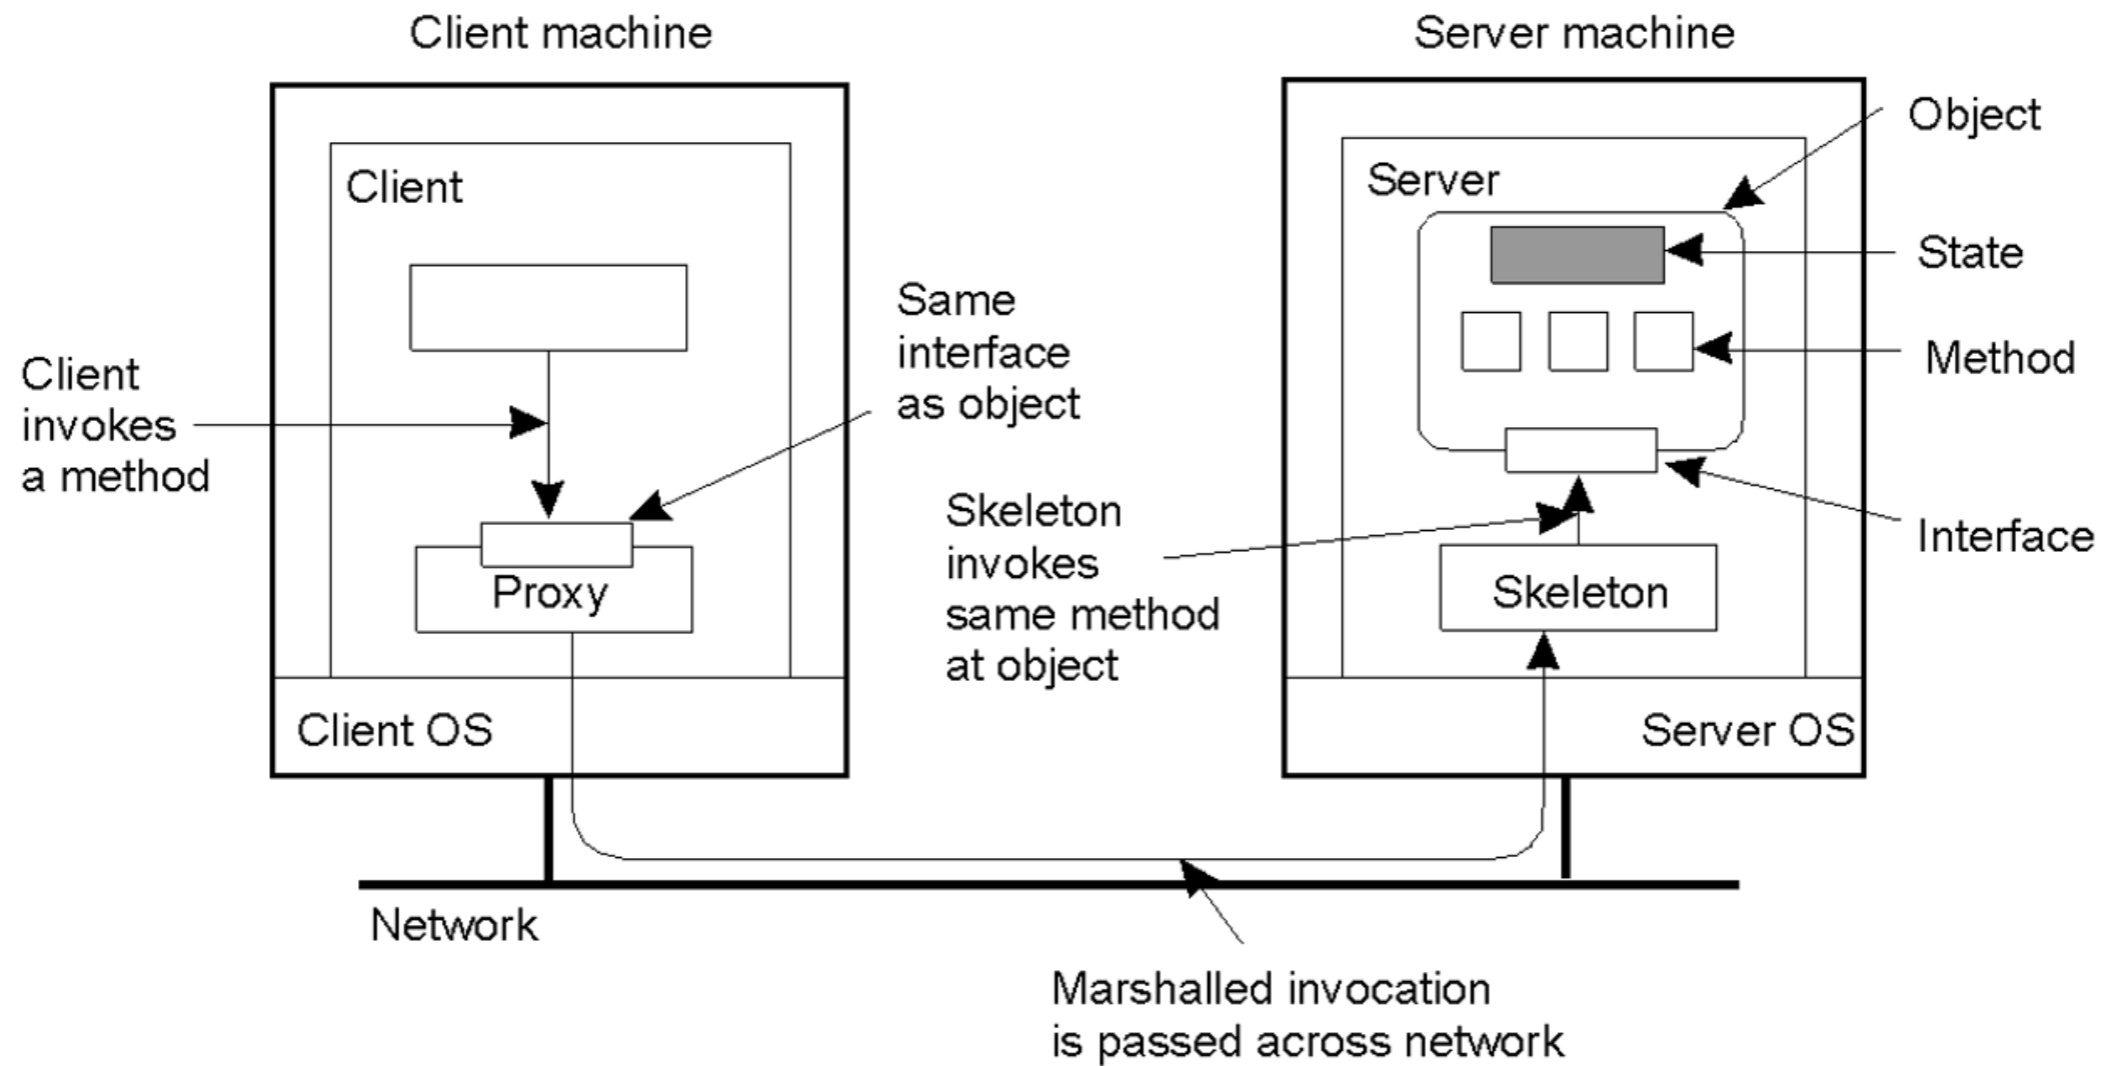 Client machine
Server machine
Client
Client
invokes
a method
Same
interface
as object
Proxy
Client OS
Server
Object
State
Method
Interface
Skeleton
invokes
same method
at object
Skeleton
Server OS
Network
Marshalled invocation
is passed across network